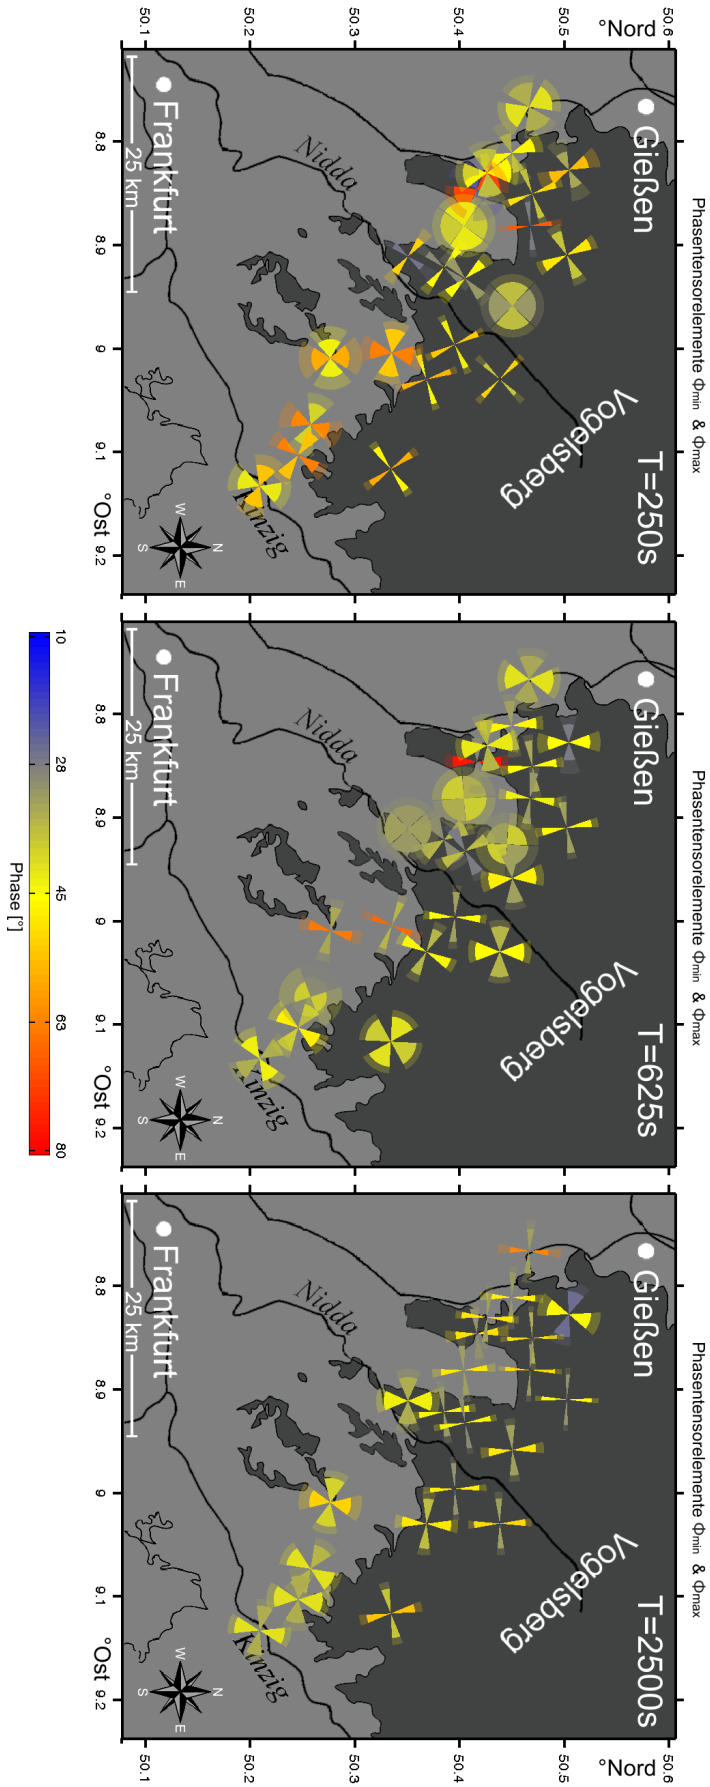 Phasentensorelemente Φmin & Φmax
°Nord
50.6
50.5
50.4
50.3
50.2
50.1
T=250s
Gießen
Vogelsberg
Nidda
Kinzig
Frankfurt
25 km
N
W
E
S
8.8
8.9
9
9.1
°Ost 9.2
Phasentensorelemente Φmin & Φmax
T=625s
Gießen
Vogelsberg
Nidda
Kinzig
Frankfurt
25 km
N
W
E
S
8.8
8.9
9
9.1
°Ost 9.2
Phasentensorelemente Φmin & Φmax
T=2500s
Gießen
Vogelsberg
Nidda
Kinzig
Frankfurt
25 km
N
W
E
S
8.8
8.9
9
9.1
°Ost 9.2
°Nord
50.6
50.5
50.4
50.3
50.2
50.1
10
28
45
63
80
Phase [°]